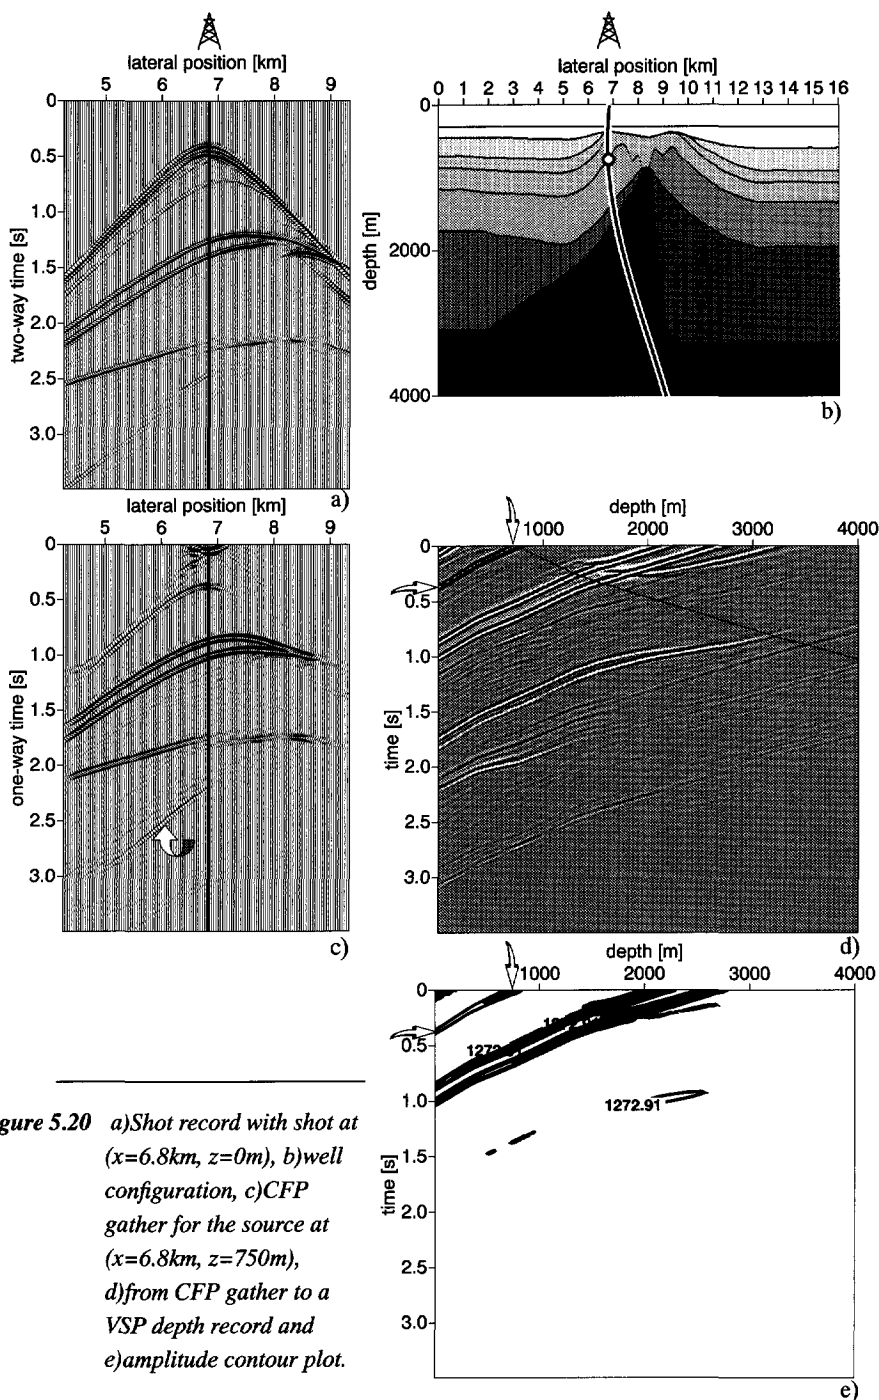 lateral position [km]
5 6 7 8 9
0
0.5
1.0
1.5
2.0
2.5
3.0
two-way time [s]
a)
lateral position [km]
0 1 2 3 4 5 6 7 8 9 10 11 12 13 14 15 16
0
2000
4000
depth [m]
b)
lateral position [km]
5 6 7 8 9
0
0.5
1.0
1.5
2.0
2.5
3.0
one-way time [s]
c)
depth [m]
1000 2000 3000 4000
0
0.5
1.0
1.5
2.0
2.5
3.0
time [s]
d)
depth [m]
1000 2000 3000 4000
0
0.5
1.0
1.5
2.0
2.5
3.0
time [s]
1272.91
e)
gure 5.20 a)Shot record with shot at
(x=6.8km, z=0m), b)well
configuration, c)CFP
gather for the source at
(x=6.8km, z=750m),
d)from CFP gather to a
VSP depth record and
e)amplitude contour plot.